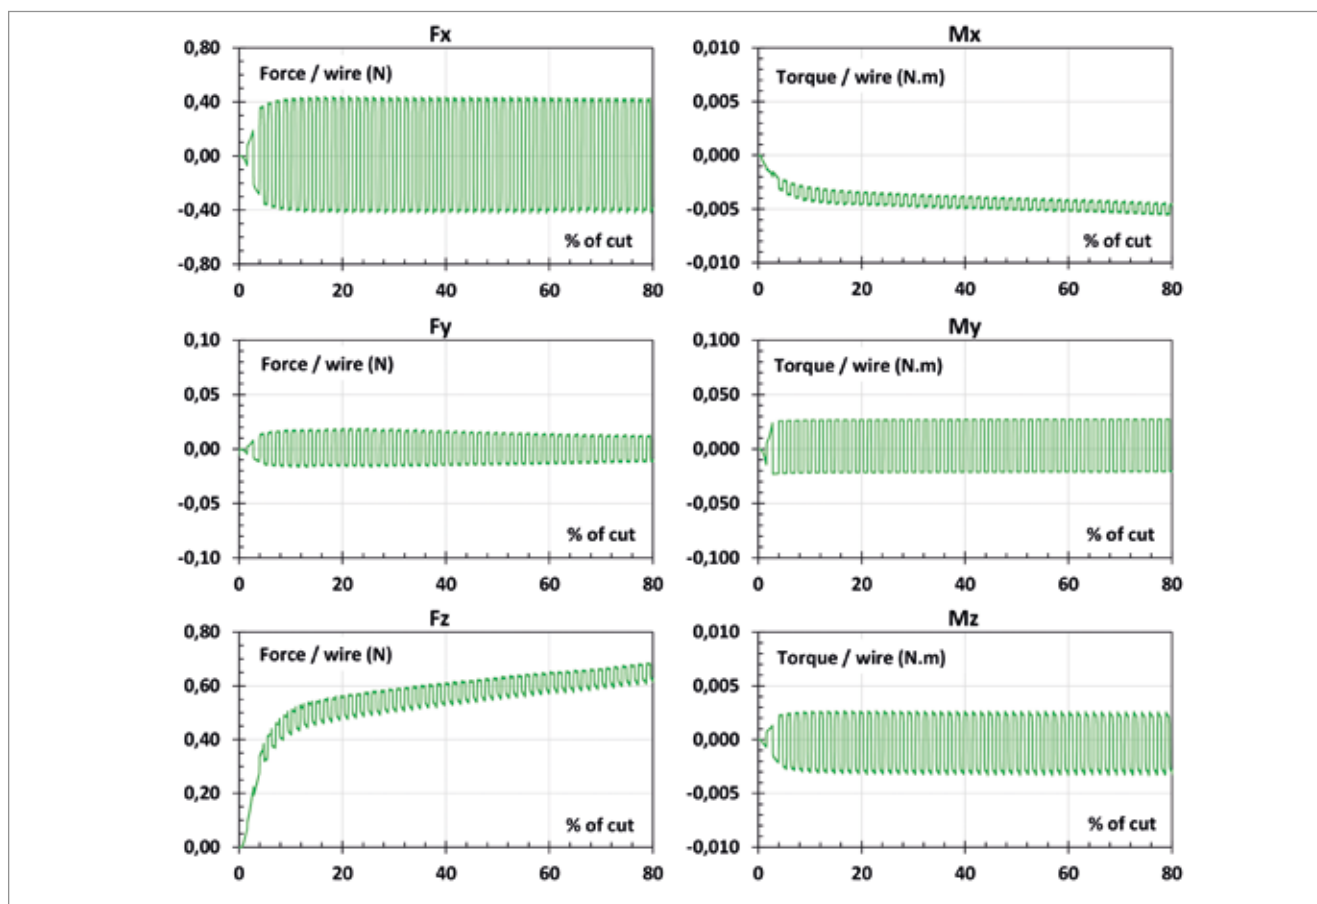 Fx
0,80
Force / wire (N)
0,40
0,00
-0,40
% of cut
-0,80
0 20 40 60 80
Mx
0,010
Torque / wire (N.m)
0,005
0,000
-0,005
% of cut
-0,010
0 20 40 60 80
Fy
0,10
Force / wire (N)
0,05
0,00
-0,05
% of cut
-0,10
0 20 40 60 80
My
0,100
Torque / wire (N.m)
0,050
0,000
-0,050
% of cut
-0,100
0 20 40 60 80
Fz
0,80
Force / wire (N)
0,60
0,40
0,20
% of cut
0,00
0 20 40 60 80
Mz
0,010
Torque / wire (N.m)
0,005
0,000
-0,005
% of cut
-0,010
0 20 40 60 80